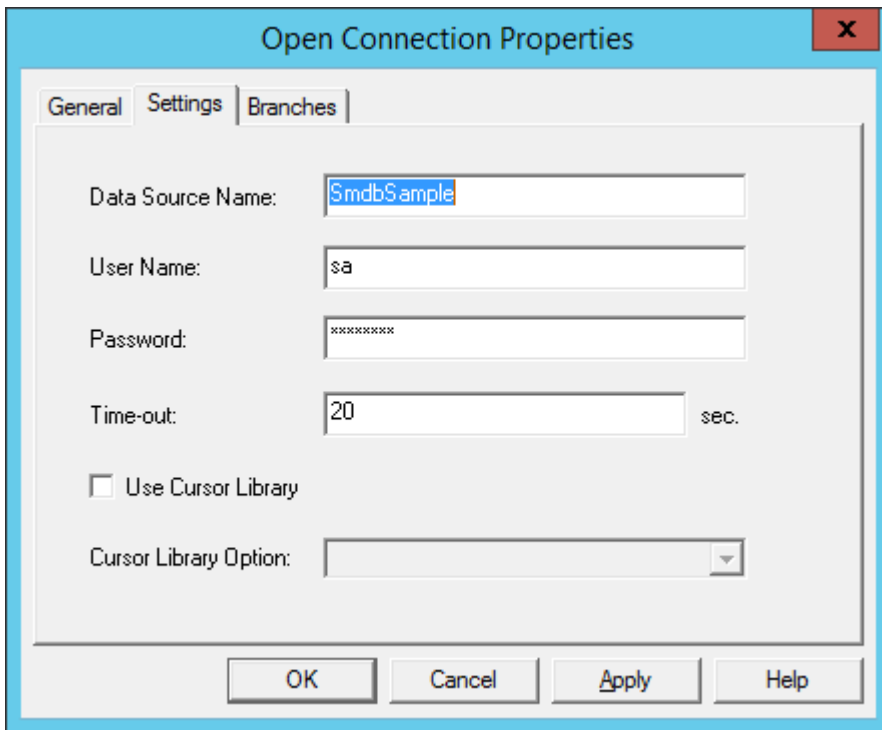 Open Connection Properties
x
General Settings Branches
Data Source Name: SmdbSample
User Name: sa
Password: ********
Time-out: 20 sec.
Use Cursor Library
Cursor Library Option:
OK Cancel Apply Help